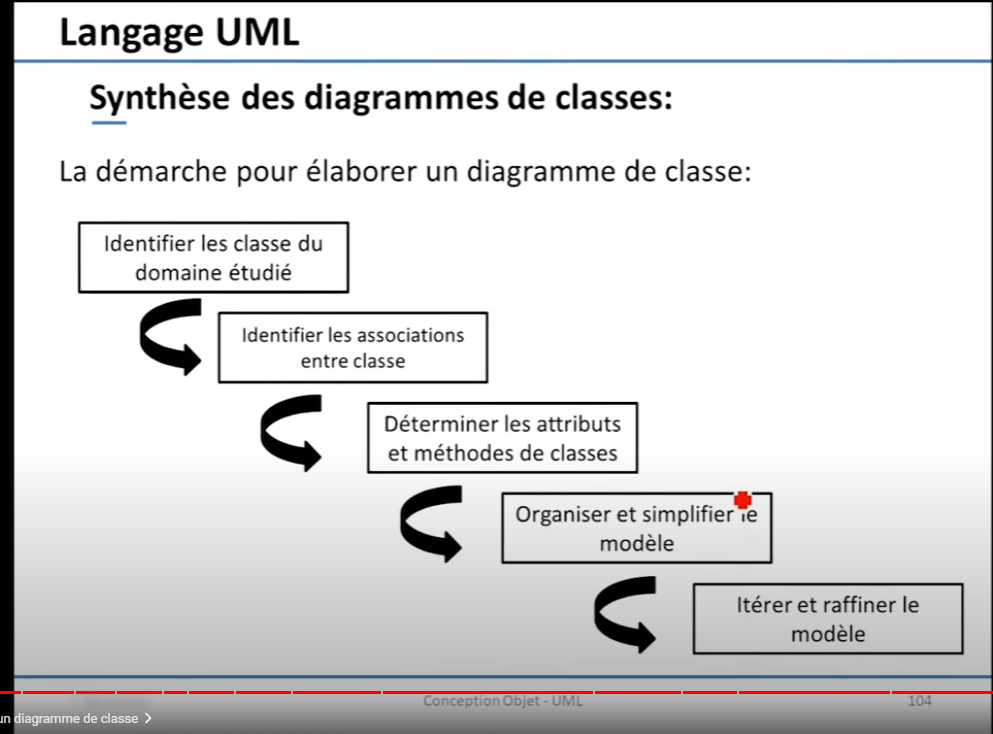 Langage UML
Synthèse des diagrammes de classes:
La démarche pour élaborer un diagramme de classe:
Identifier les classe du
domaine étudié
Identifier les associations
entre classe
Déterminer les attributs
et méthodes de classes
Organiser et simplifier le
modèle
Itérer et raffiner le
modèle
Conception Objet - UML
104
un diagramme de classe